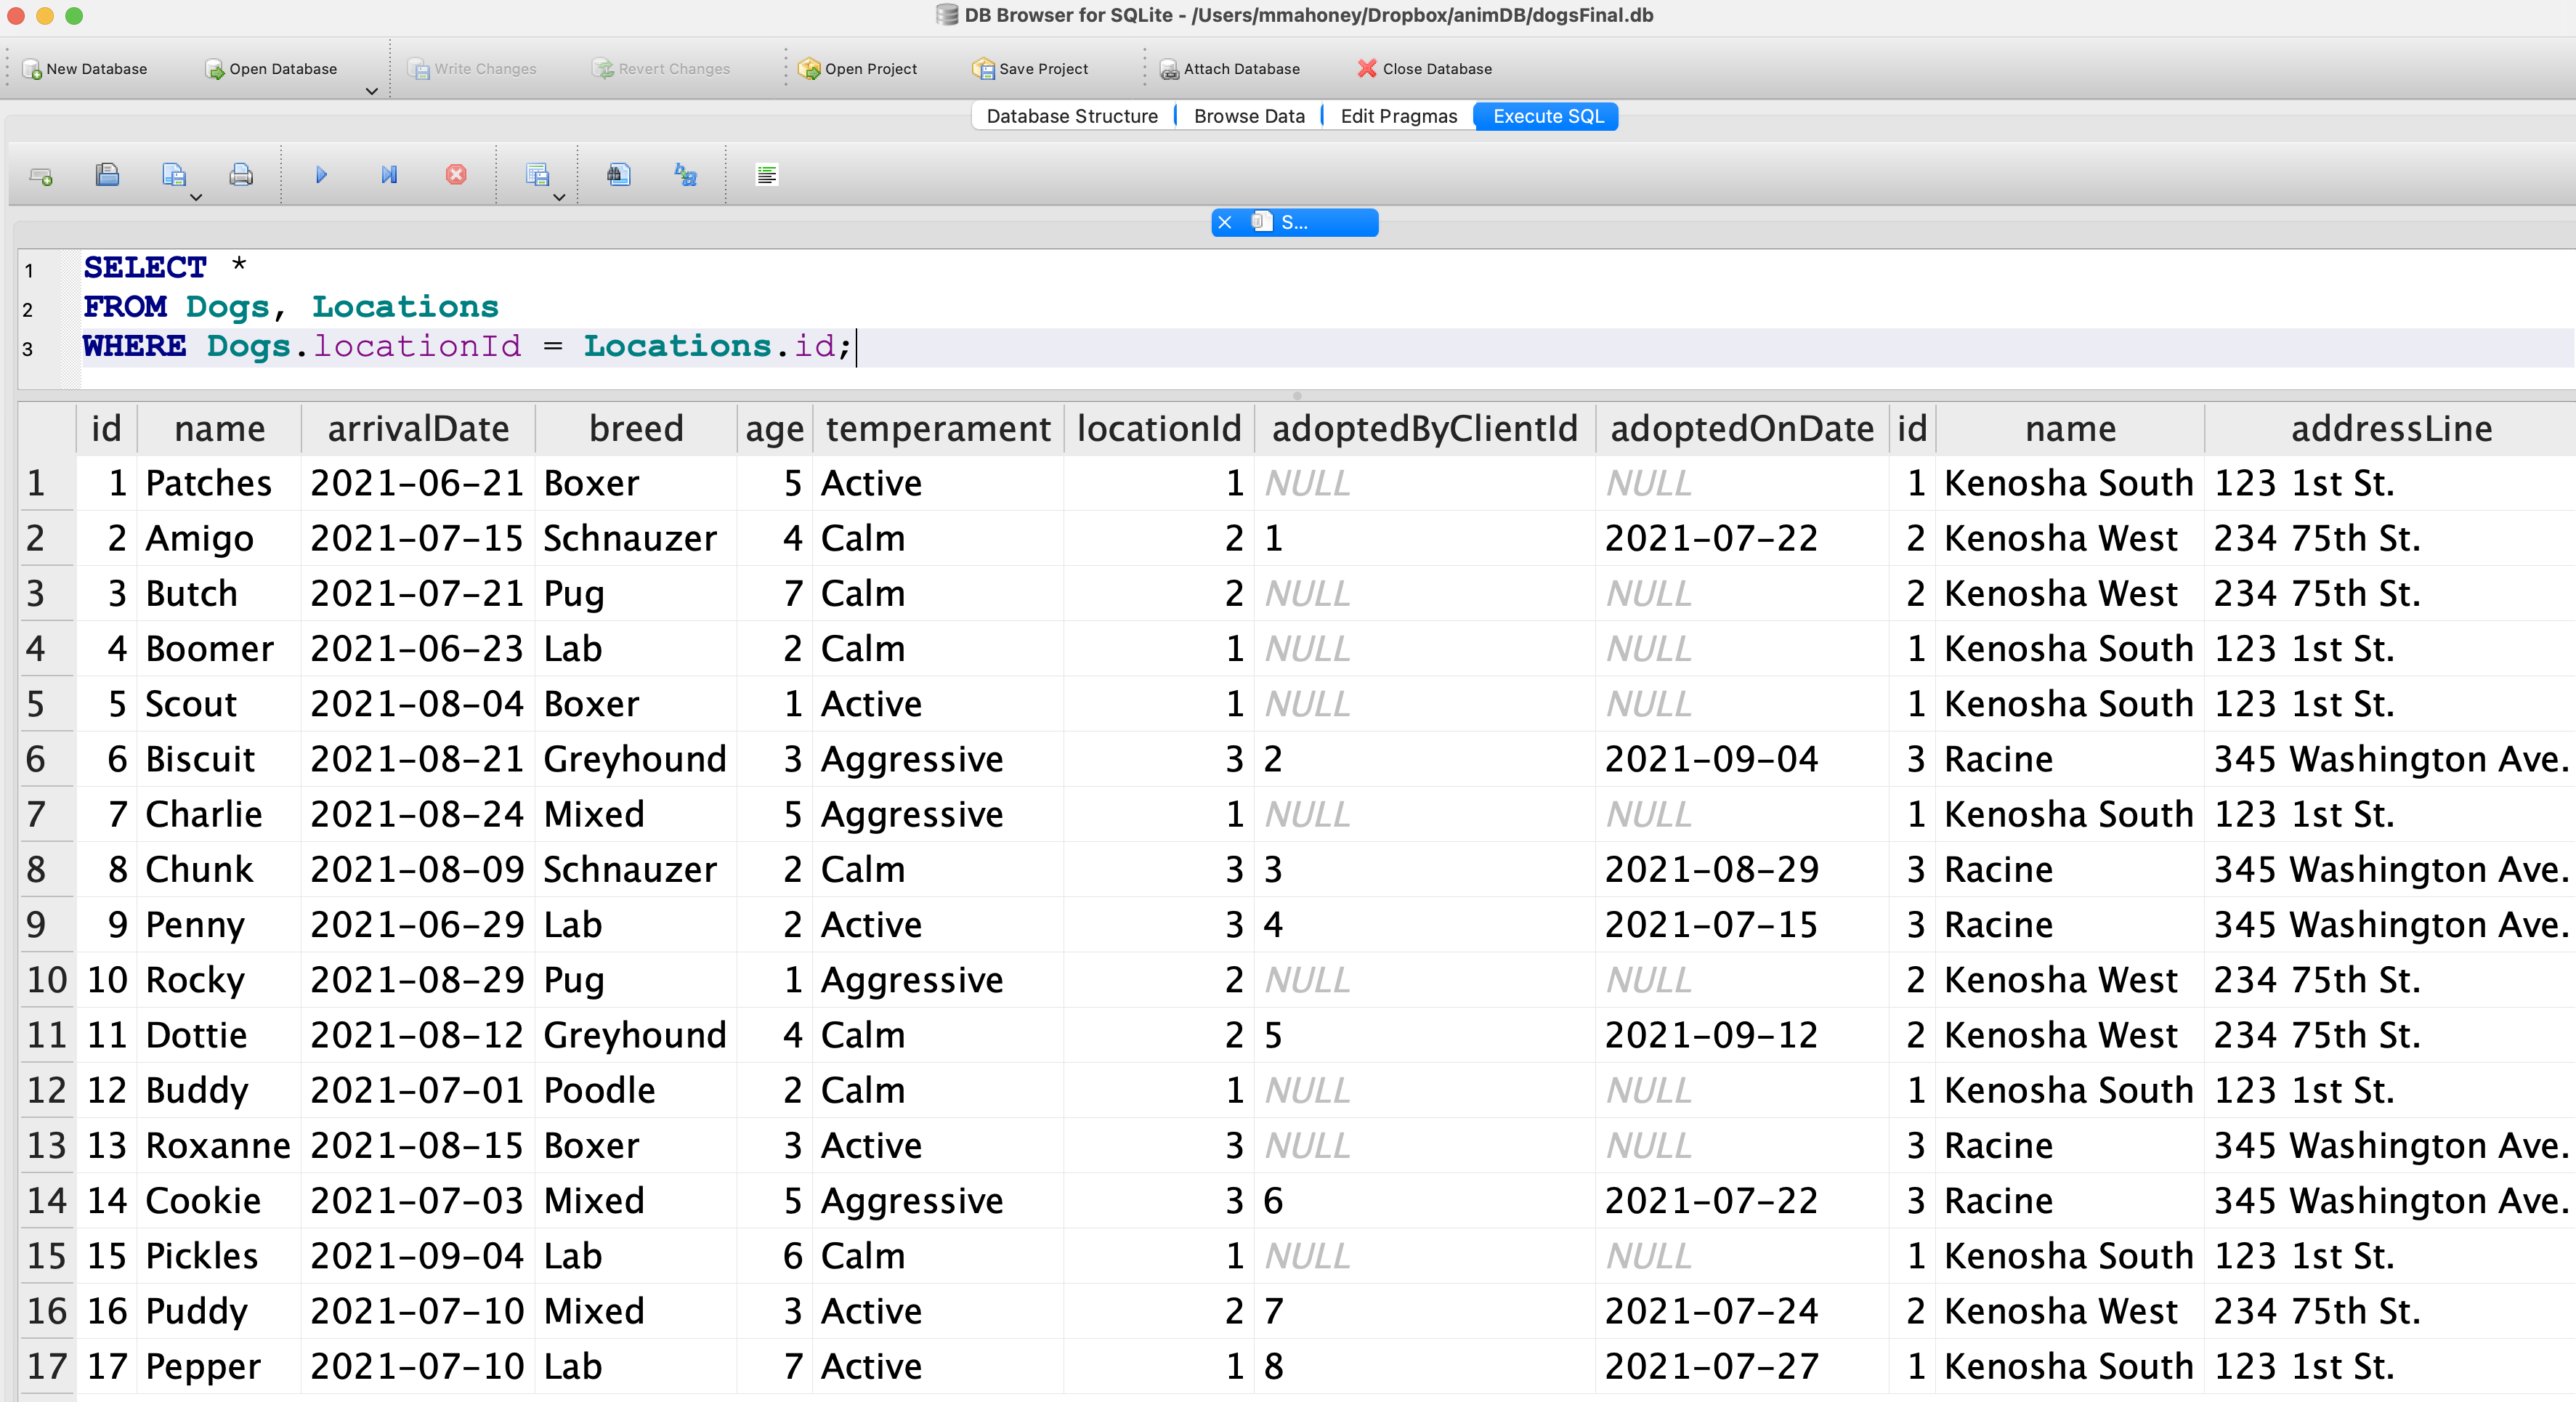 DB Browser for SQLite - /Users/mmahoney/Dropbox/animDB/dogsFinal.db
New Database Open Database Write Changes Revert Changes Open Project Save Project Attach Database Close Database
Database Structure Browse Data Edit Pragmas Execute SQL
S...
1 SELECT *
2 FROM Dogs, Locations
3 WHERE Dogs.locationId = Locations.id;
id name arrivalDate breed age temperament locationId adoptedByClientId adoptedOnDate id name addressLine
1 1 Patches 2021-06-21 Boxer 5 Active 1 NULL NULL 1 Kenosha South 123 1st St.
2 2 Amigo 2021-07-15 Schnauzer 4 Calm 2 1 2021-07-22 2 Kenosha West 234 75th St.
3 3 Butch 2021-07-21 Pug 7 Calm 2 NULL NULL 2 Kenosha West 234 75th St.
4 4 Boomer 2021-06-23 Lab 2 Calm 1 NULL NULL 1 Kenosha South 123 1st St.
5 5 Scout 2021-08-04 Boxer 1 Active 1 NULL NULL 1 Kenosha South 123 1st St.
6 6 Biscuit 2021-08-21 Greyhound 3 Aggressive 3 2 2021-09-04 3 Racine 345 Washington Ave.
7 7 Charlie 2021-08-24 Mixed 5 Aggressive 1 NULL NULL 1 Kenosha South 123 1st St.
8 8 Chunk 2021-08-09 Schnauzer 2 Calm 3 3 2021-08-29 3 Racine 345 Washington Ave.
9 9 Penny 2021-06-29 Lab 2 Active 3 4 2021-07-15 3 Racine 345 Washington Ave.
10 10 Rocky 2021-08-29 Pug 1 Aggressive 2 NULL NULL 2 Kenosha West 234 75th St.
11 11 Dottie 2021-08-12 Greyhound 4 Calm 2 5 2021-09-12 2 Kenosha West 234 75th St.
12 12 Buddy 2021-07-01 Poodle 2 Calm 1 NULL NULL 1 Kenosha South 123 1st St.
13 13 Roxanne 2021-08-15 Boxer 3 Active 3 NULL NULL 3 Racine 345 Washington Ave.
14 14 Cookie 2021-07-03 Mixed 5 Aggressive 3 6 2021-07-22 3 Racine 345 Washington Ave.
15 15 Pickles 2021-09-04 Lab 6 Calm 1 NULL NULL 1 Kenosha South 123 1st St.
16 16 Puddy 2021-07-10 Mixed 3 Active 2 7 2021-07-24 2 Kenosha West 234 75th St.
17 17 Pepper 2021-07-10 Lab 7 Active 1 8 2021-07-27 1 Kenosha South 123 1st St.